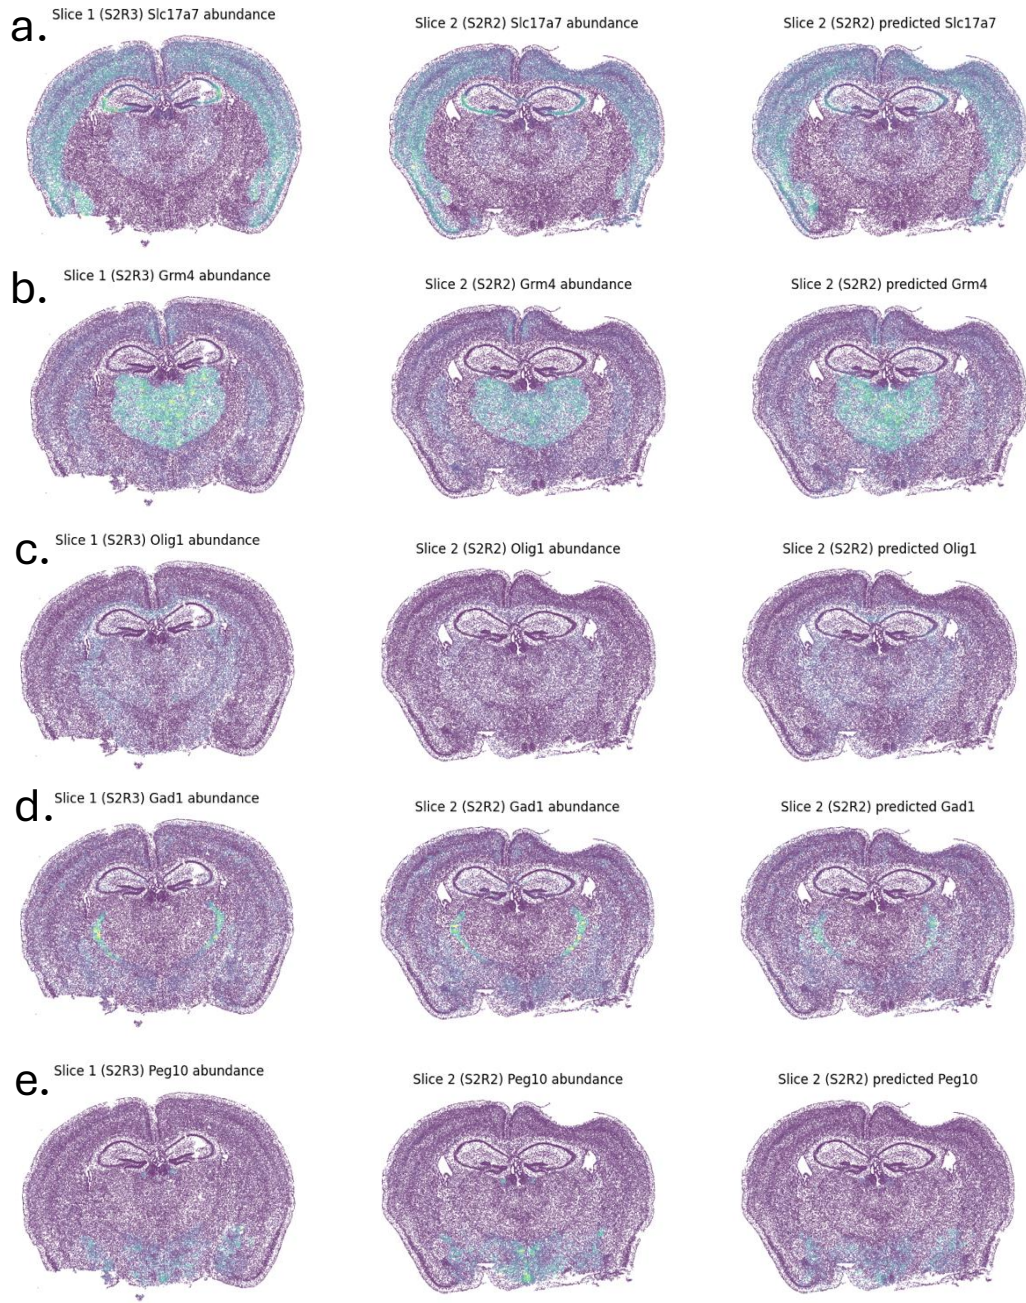 a.
Slice 1 (S2R3) Slc17a7 abundance
Slice 2 (S2R2) Slc17a7 abundance
Slice 2 (S2R2) predicted Slc17a7
b.
Slice 1 (S2R3) Grm4 abundance
Slice 2 (S2R2) Grm4 abundance
Slice 2 (S2R2) predicted Grm4
c.
Slice 1 (S2R3) Olig1 abundance
Slice 2 (S2R2) Olig1 abundance
Slice 2 (S2R2) predicted Olig1
d.
Slice 1 (S2R3) Gad1 abundance
Slice 2 (S2R2) Gad1 abundance
Slice 2 (S2R2) predicted Gad1
e.
Slice 1 (S2R3) Peg10 abundance
Slice 2 (S2R2) Peg10 abundance
Slice 2 (S2R2) predicted Peg10